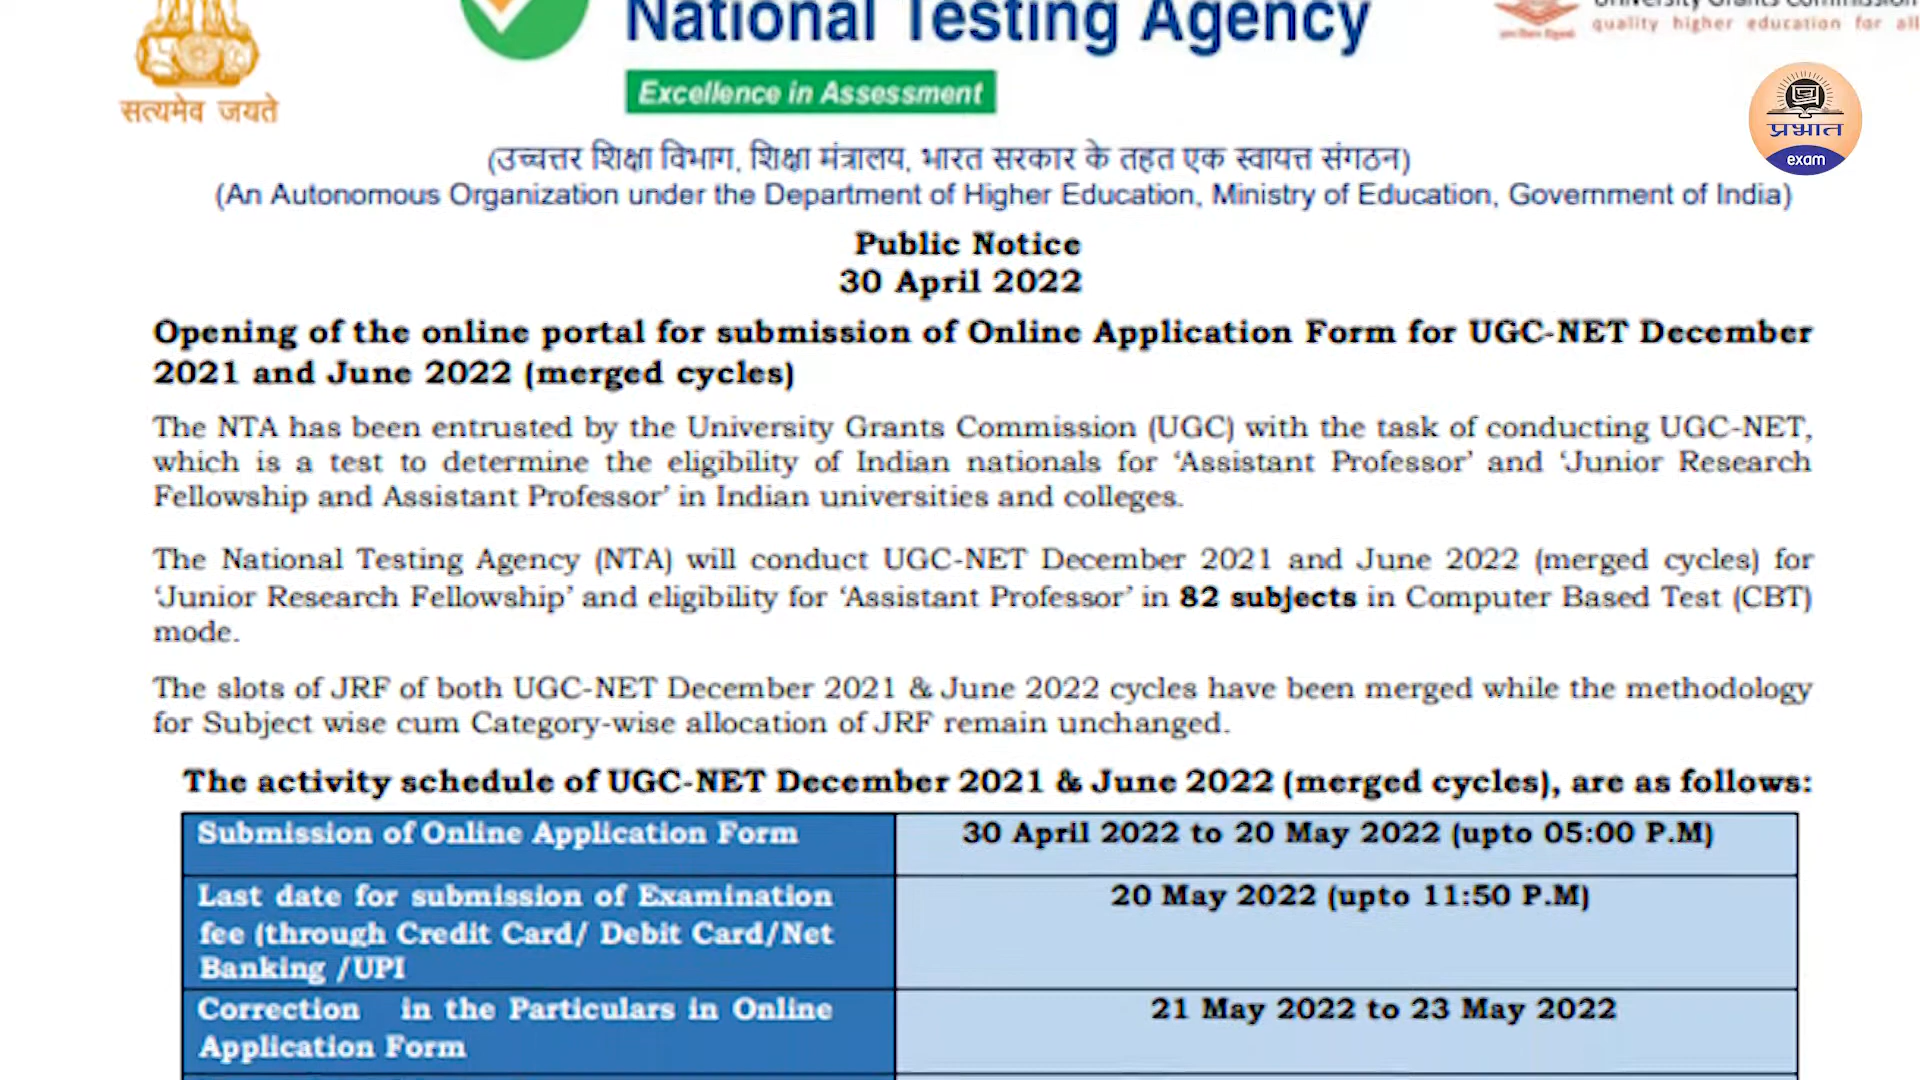 National Testing Agency
University Grants Commission
quality higher education for all
Excellence in Assessment
सत्यमेव जयते
प्रभात
exam
(उच्चत्तर शिक्षा विभाग, शिक्षा मंत्रालय, भारत सरकार के तहत एक स्वायत्त संगठन)
(An Autonomous Organization under the Department of Higher Education, Ministry of Education, Government of India)
Public Notice
30 April 2022
Opening of the online portal for submission of Online Application Form for UGC-NET December
2021 and June 2022 (merged cycles)
The NTA has been entrusted by the University Grants Commission (UGC) with the task of conducting UGC-NET,
which is a test to determine the eligibility of Indian nationals for ‘Assistant Professor’ and ‘Junior Research
Fellowship and Assistant Professor’ in Indian universities and colleges.
The National Testing Agency (NTA) will conduct UGC-NET December 2021 and June 2022 (merged cycles) for
‘Junior Research Fellowship’ and eligibility for ‘Assistant Professor’ in 82 subjects in Computer Based Test (CBT)
mode.
The slots of JRF of both UGC-NET December 2021 & June 2022 cycles have been merged while the methodology
for Subject wise cum Category-wise allocation of JRF remain unchanged.
The activity schedule of UGC-NET December 2021 & June 2022 (merged cycles), are as follows:
Submission of Online Application Form 30 April 2022 to 20 May 2022 (upto 05:00 P.M)
Last date for submission of Examination 20 May 2022 (upto 11:50 P.M)
fee (through Credit Card/ Debit Card/Net
Banking /UPI
Correction in the Particulars in Online 21 May 2022 to 23 May 2022
Application Form